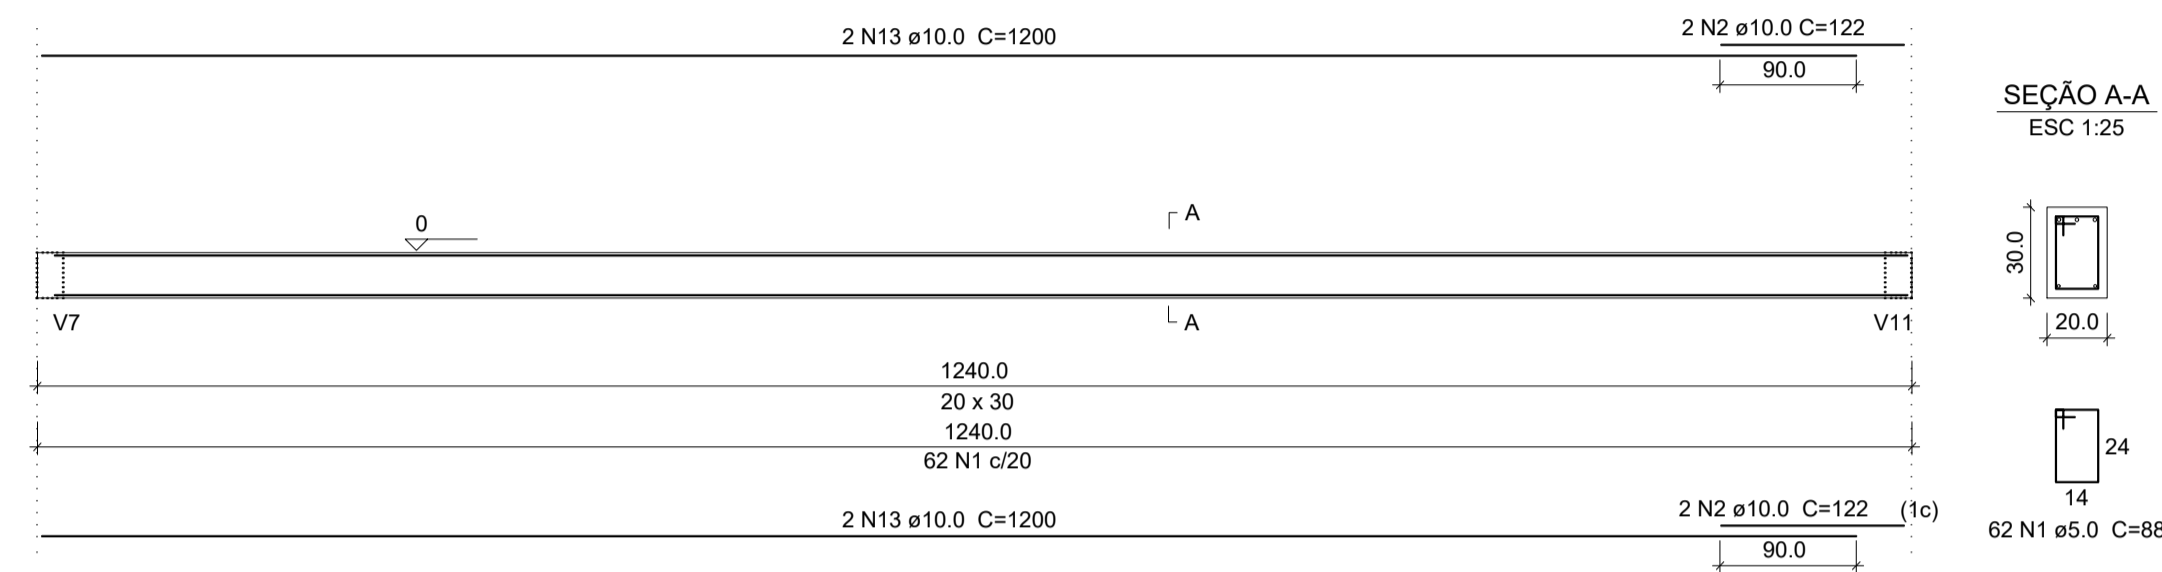 2 N13 ø10.0 C=1200
2 N2 ø10.0 C=122
90.0
SEÇÃO A-A
ESC 1:25
0
A
A
V7
V11
30.0
20.0
1240.0
20 x 30
1240.0
62 N1 c/20
24
14
62 N1 ø5.0 C=88
2 N13 ø10.0 C=1200
2 N2 ø10.0 C=122 (1c)
90.0